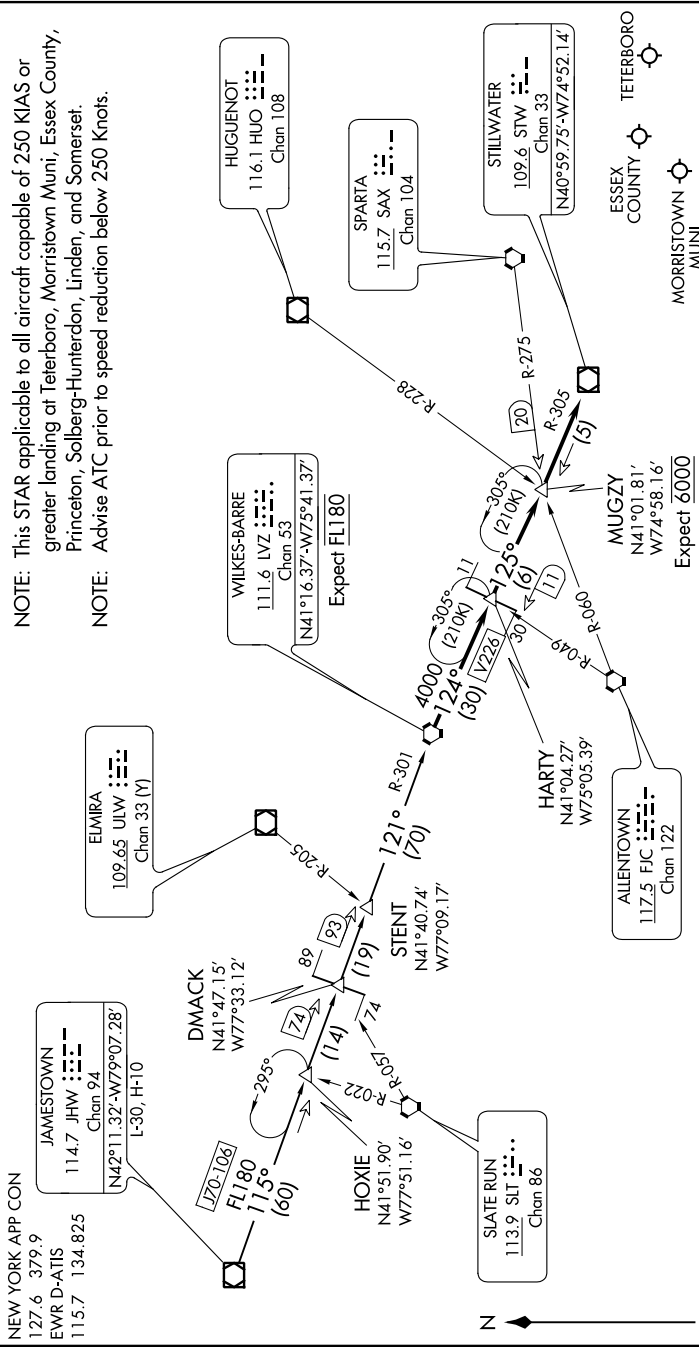 NEW YORK APP CON
127.6 379.9
EWR D-ATIS
115.7 134.825
NOTE: This STAR applicable to all aircraft capable of 250 KIAS or
greater landing at Teterboro, Morristown Muni, Essex County,
Princeton, Solberg-Hunterdon, Linden, and Somerset.
NOTE: Advise ATC prior to speed reduction below 250 Knots.
JAMESTOWN
114.7 JHW
Chan 94
N42°11.32'-W79°07.28'
L-30, H-10
ELMIRA
109.65 ULW
Chan 33 (Y)
WILKES-BARRE
111.6 LVZ
Chan 53
N41°16.37'-W75°41.37'
Expect FL180
HUGUENOT
116.1 HUO
Chan 108
SPARTA
115.7 SAX
Chan 104
STILLWATER
109.6 STW
Chan 33
N40°59.75'-W74°52.14'
J70-106
FL180
115°
(60)
295°
HOXIE
N41°51.90'
W77°51.16'
(14)
74
DMACK
N41°47.15'
W77°33.12'
89
74
(19)
93
STENT
N41°40.74'
W77°09.17'
R-205
R-022
R-057
SLATE RUN
113.9 SLT
Chan 86
121°
(70)
R-301
4000
124°
(30)
V226
305°
(210K)
11
30
HARTY
N41°04.27'
W75°05.39'
125°
(6)
11
305°
(210K)
R-228
R-275
20
R-305
(5)
MUGZY
N41°01.81'
W74°58.16'
Expect 6000
R-049
R-060
ALLENTOWN
117.5 FJC
Chan 122
ESSEX
COUNTY
TETERBORO
MORRISTOWN
MUNI
N